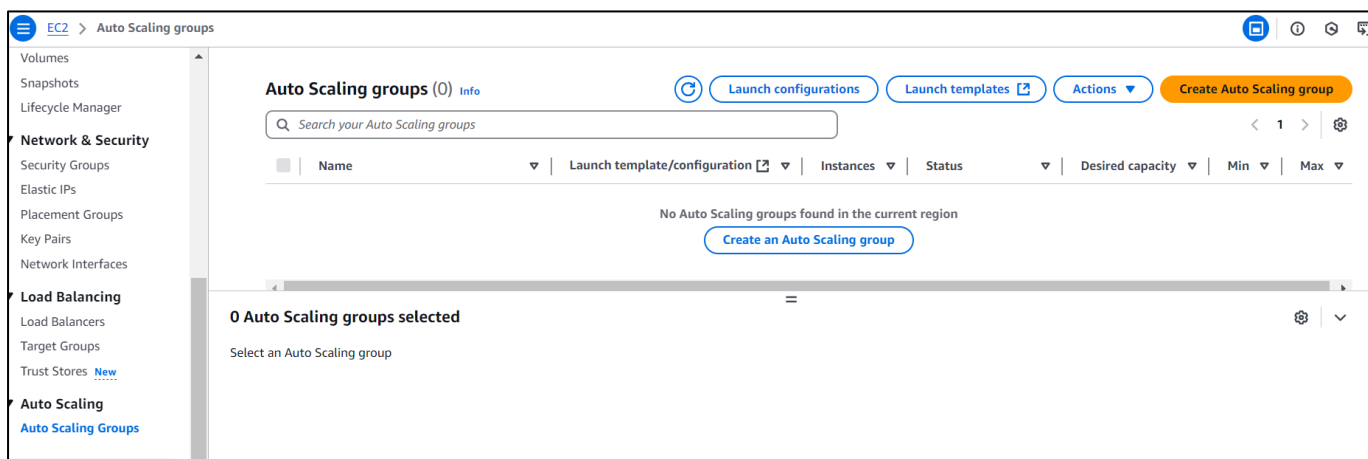 EC2 > Auto Scaling groups
Volumes
Snapshots
Lifecycle Manager
Network & Security
Security Groups
Elastic IPs
Placement Groups
Key Pairs
Network Interfaces
Load Balancing
Load Balancers
Target Groups
Trust Stores New
Auto Scaling
Auto Scaling Groups
Auto Scaling groups (0) Info
Launch configurations
Launch templates
Actions
Create Auto Scaling group
Search your Auto Scaling groups
< 1 >
Name Launch template/configuration Instances Status Desired capacity Min Max
No Auto Scaling groups found in the current region
Create an Auto Scaling group
0 Auto Scaling groups selected
Select an Auto Scaling group